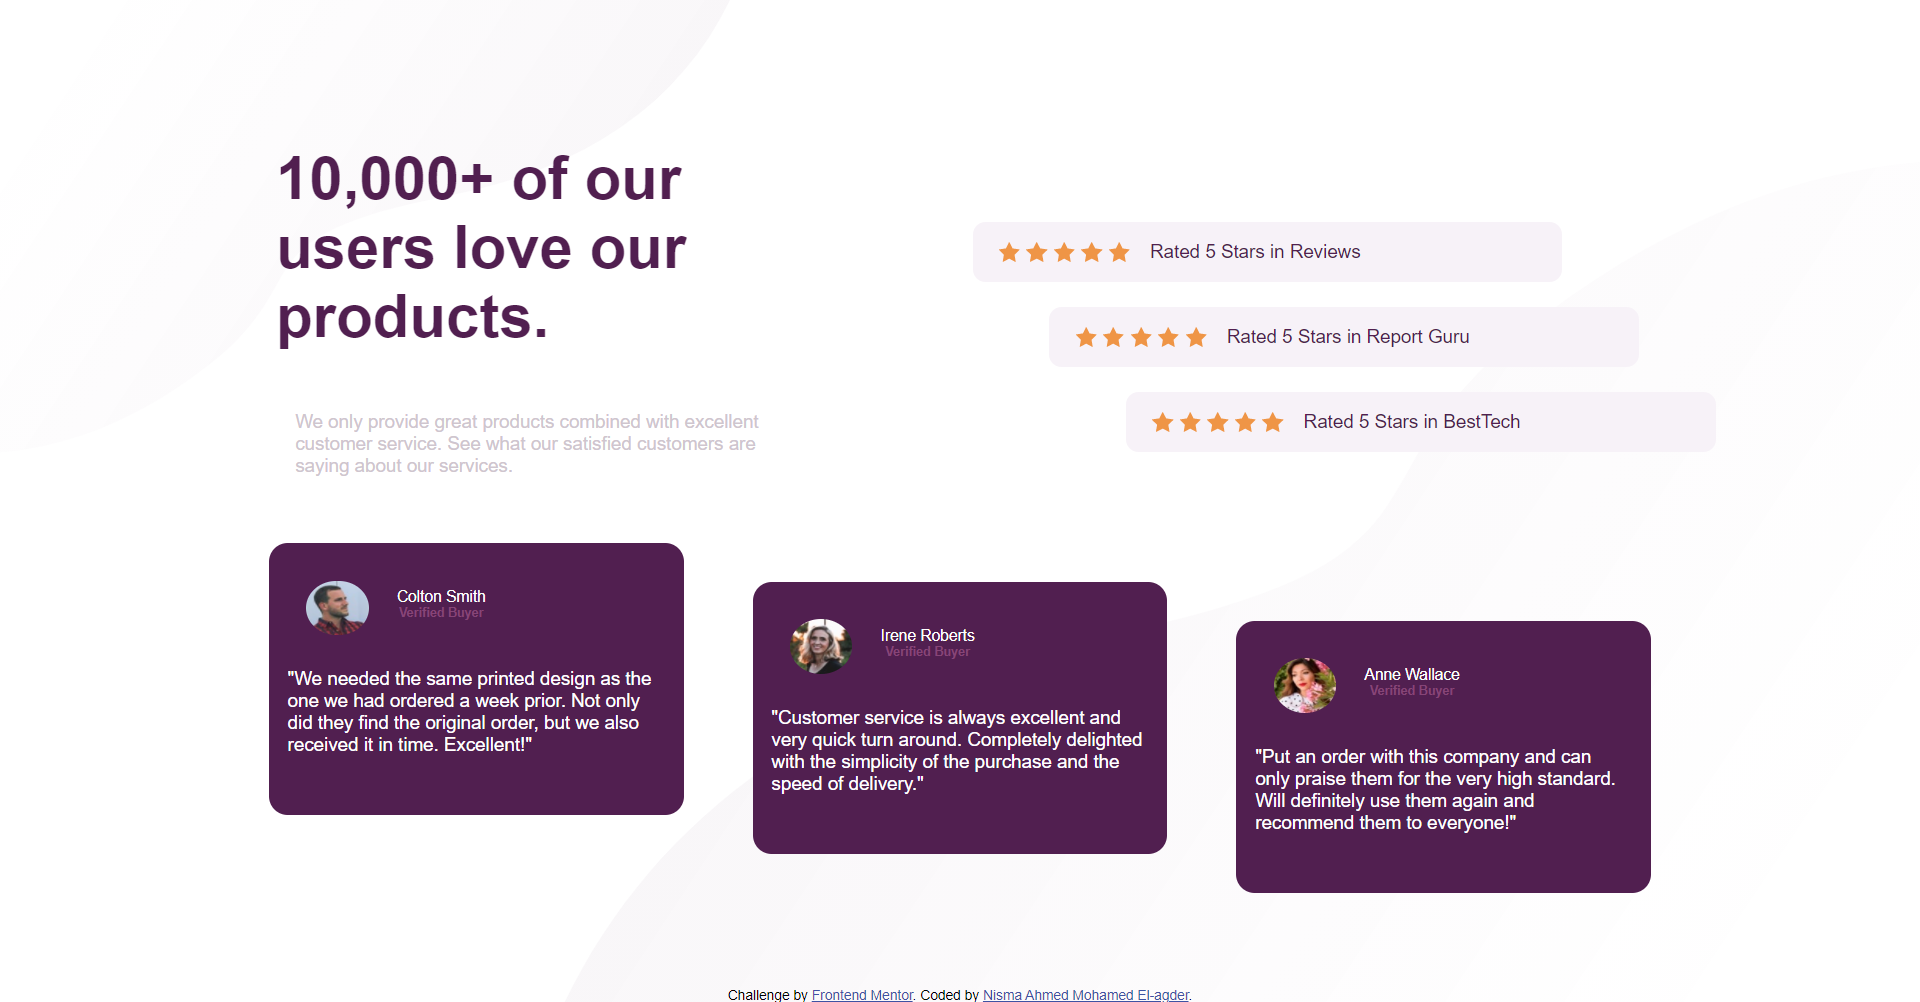 10,000+ of our
users love our
products.
We only provide great products combined with excellent
customer service. See what our satisfied customers are
saying about our services.
Rated 5 Stars in Reviews
Rated 5 Stars in Report Guru
Rated 5 Stars in BestTech
Colton Smith
Verified Buyer
"We needed the same printed design as the
one we had ordered a week prior. Not only
did they find the original order, but we also
received it in time. Excellent!"
Irene Roberts
Verified Buyer
"Customer service is always excellent and
very quick turn around. Completely delighted
with the simplicity of the purchase and the
speed of delivery."
Anne Wallace
Verified Buyer
"Put an order with this company and can
only praise them for the very high standard.
Will definitely use them again and
recommend them to everyone!"
Challenge by Frontend Mentor. Coded by Nisma Ahmed Mohamed El-agder.